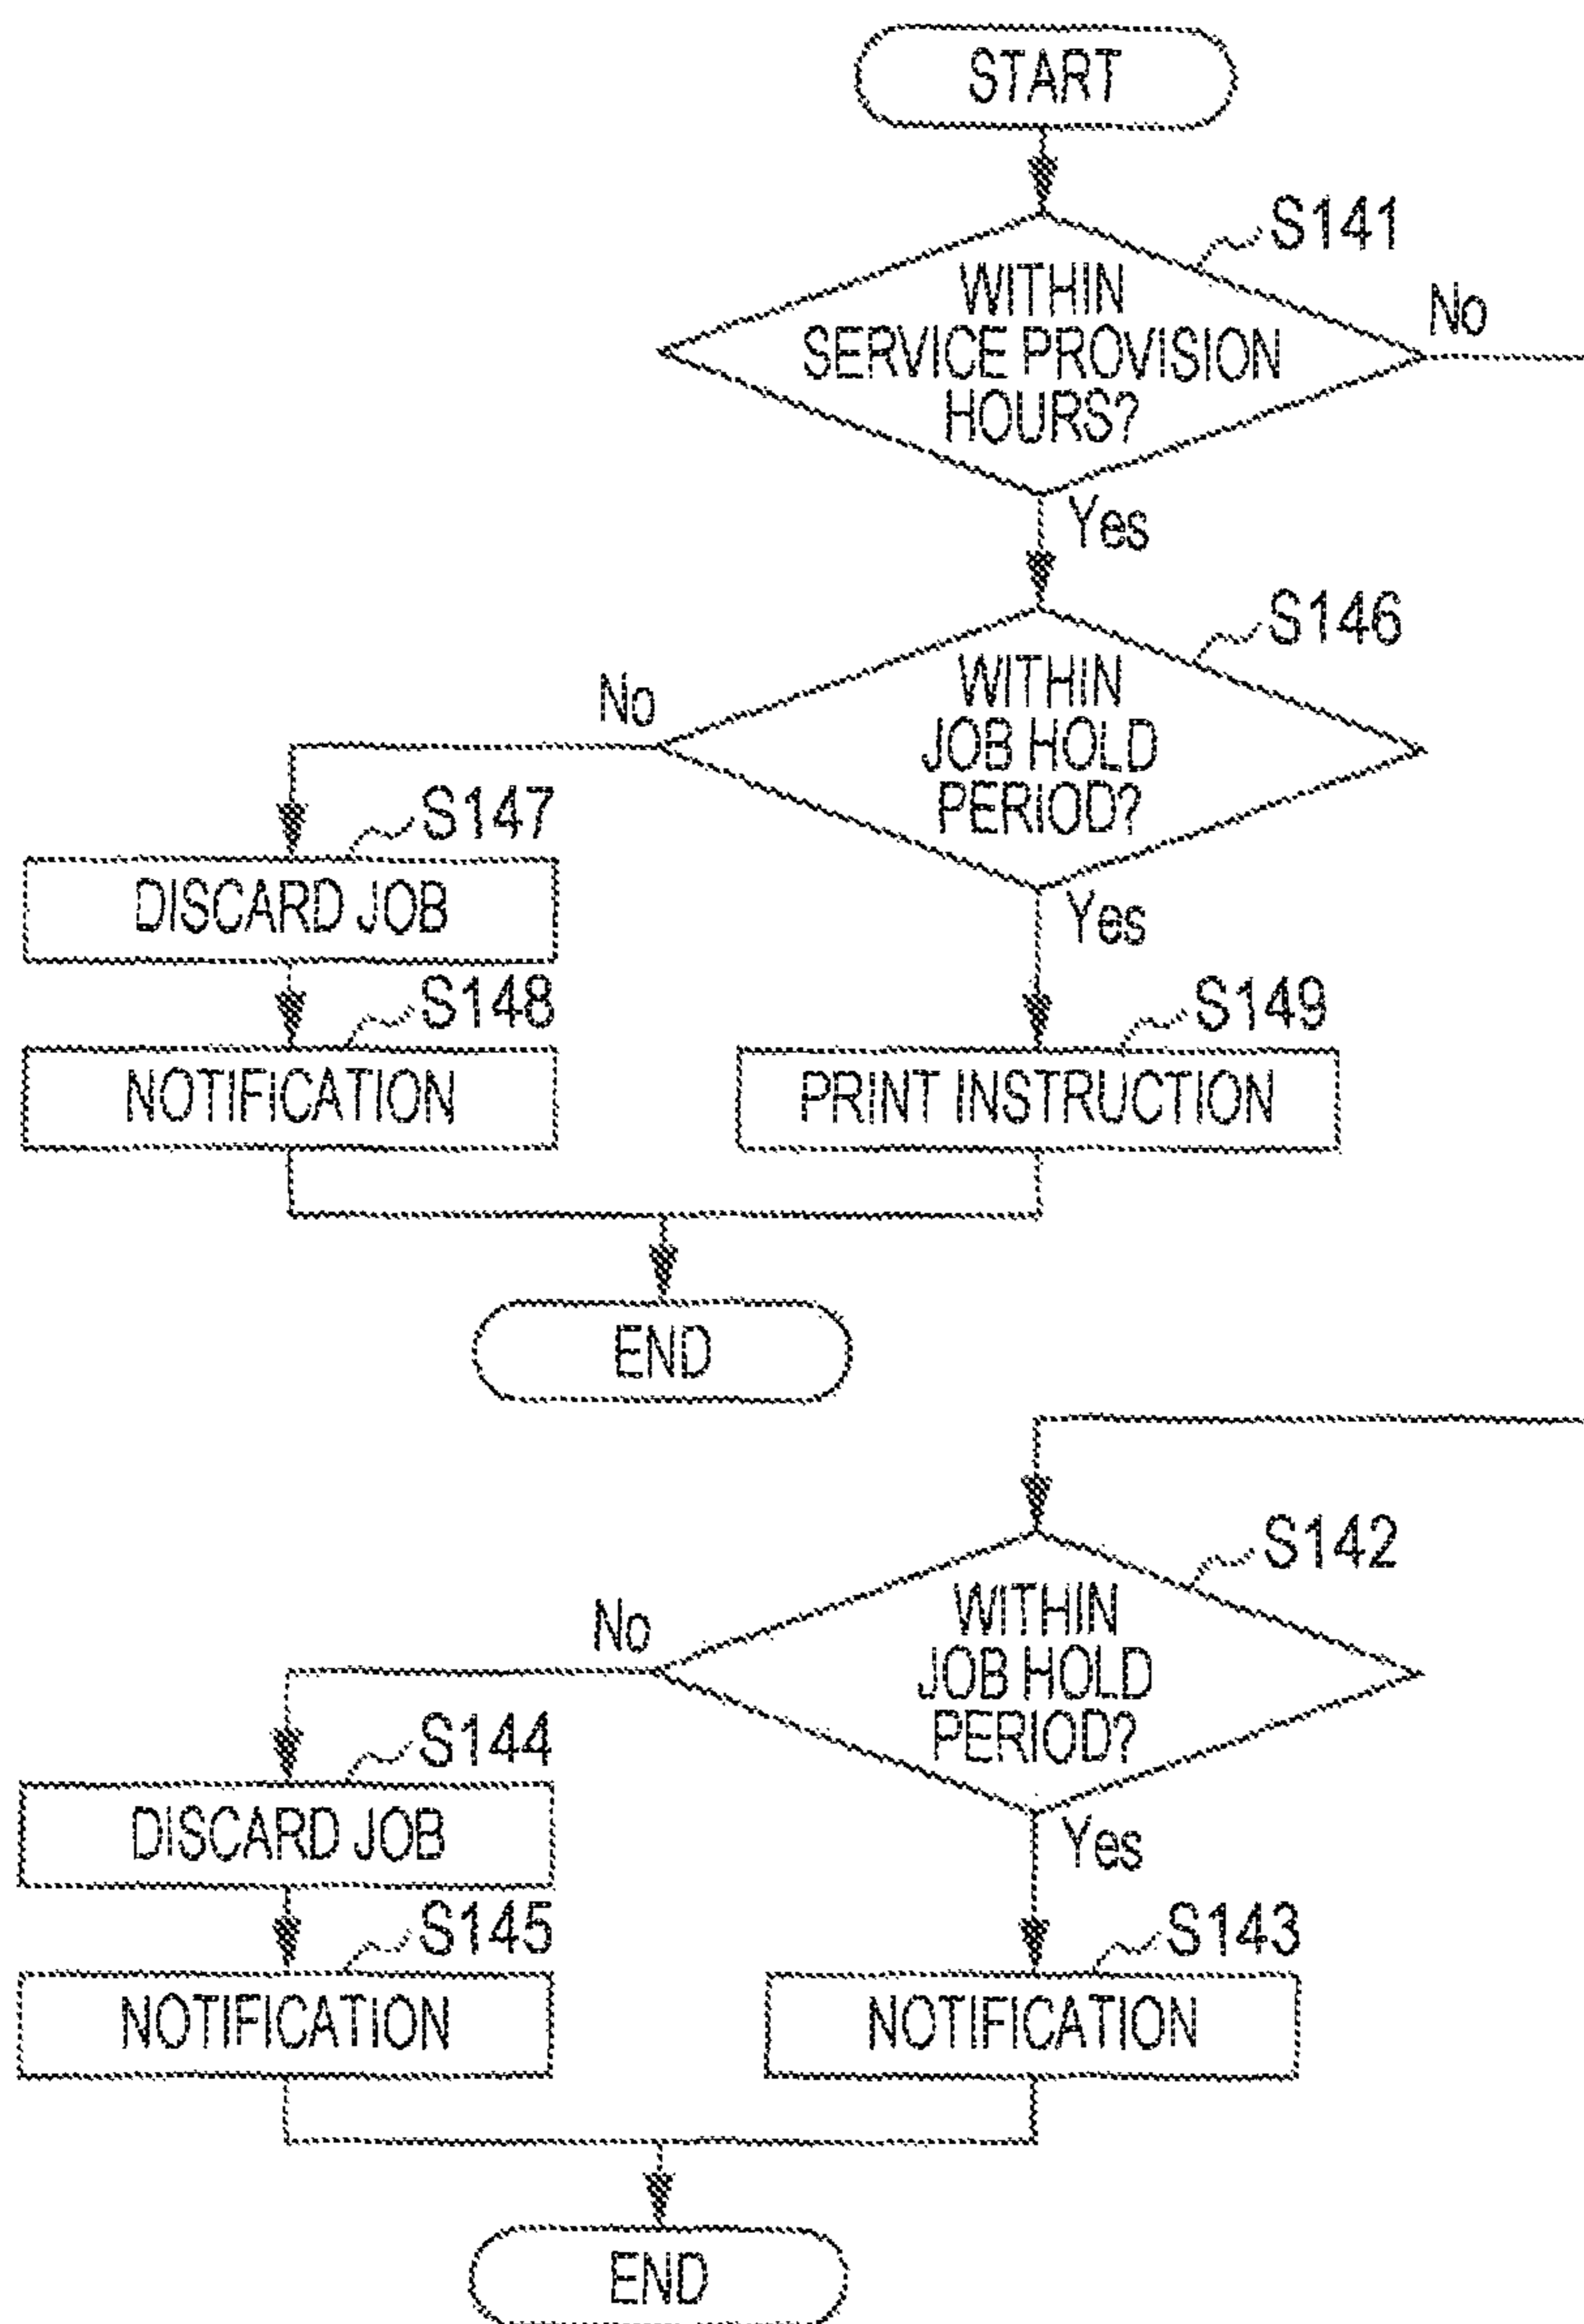 START
S141
WITHIN
SERVICE PROVISION
HOURS?
No
Yes
S146
WITHIN
JOB HOLD
PERIOD?
No
Yes
S147
DISCARD JOB
S148
NOTIFICATION
S149
PRINT INSTRUCTION
END
S142
WITHIN
JOB HOLD
PERIOD?
No
Yes
S144
DISCARD JOB
S145
NOTIFICATION
S143
NOTIFICATION
END